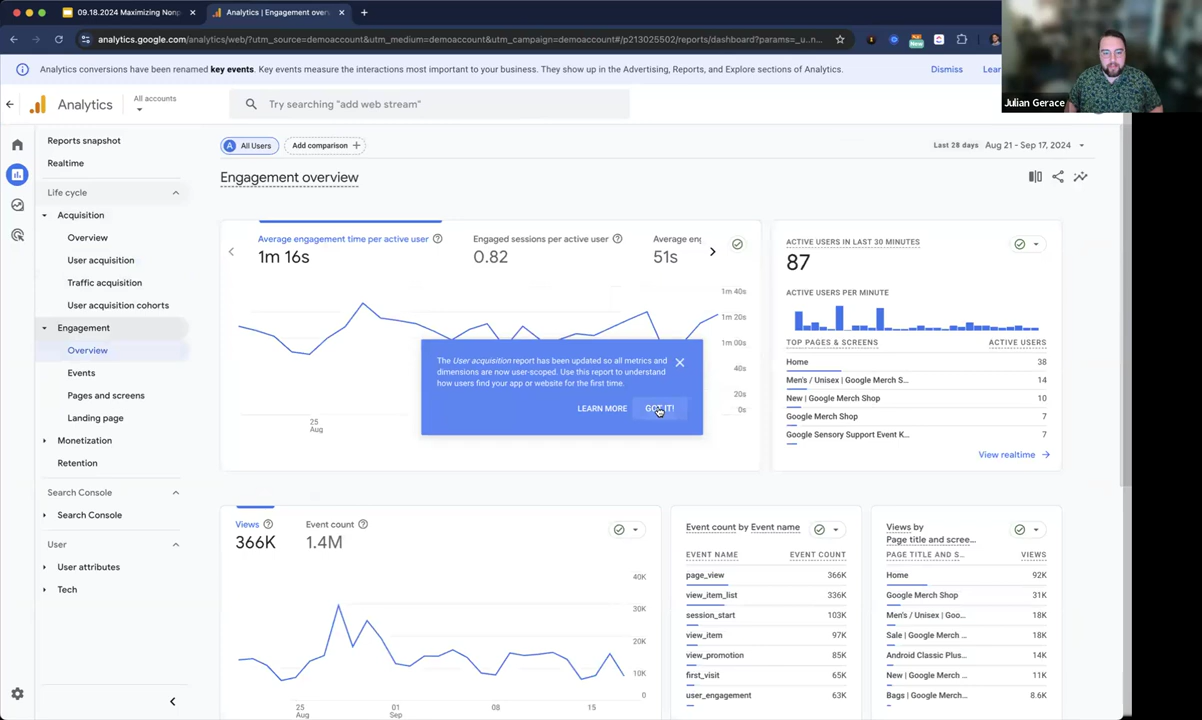 09.18.2024 Maximizing Nonp
Analytics | Engagement over
analytics.google.com/analytics/web/?utm_source=demoaccount&utm_medium=demoaccount&utm_campaign=demoaccount#/p213025502/reports/dashboard?params=_u..n...
New
Analytics conversions have been renamed key events. Key events measure the interactions most important to your business. They show up in the Advertising, Reports, and Explore sections of Analytics.
Dismiss
Lear
Julian Gerace
Analytics
All accounts
Try searching "add web stream"
Reports snapshot
Realtime
Life cycle
Acquisition
Overview
User acquisition
Traffic acquisition
User acquisition cohorts
Engagement
Overview
Events
Pages and screens
Landing page
Monetization
Retention
Search Console
Search Console
User
User attributes
Tech
A All Users
Add comparison +
Last 28 days Aug 21 - Sep 17, 2024
Engagement overview
Average engagement time per active user
1m 16s
Engaged sessions per active user
0.82
Average eng
51s
1m 40s
1m 20s
1m 00s
40s
20s
0s
25
Aug
The User acquisition report has been updated so all metrics and
dimensions are now user-scoped. Use this report to understand
how users find your app or website for the first time.
LEARN MORE
GOT IT!
ACTIVE USERS IN LAST 30 MINUTES
87
ACTIVE USERS PER MINUTE
TOP PAGES & SCREENS ACTIVE USERS
Home 38
Men's / Unisex | Google Merch S... 14
New | Google Merch Shop 10
Google Merch Shop 7
Google Sensory Support Event K... 7
View realtime
Views
366K
Event count
1.4M
40K
30K
20K
10K
0
25
Aug
01
Sep
08
15
Event count by Event name
EVENT NAME EVENT COUNT
page_view 366K
view_item_list 336K
session_start 103K
view_item 97K
view_promotion 85K
first_visit 65K
user_engagement 63K
Views by
Page title and scree...
PAGE TITLE AND S... VIEWS
Home 92K
Google Merch Shop 31K
Men's / Unisex | Goo... 18K
Sale | Google Merch ... 18K
Android Classic Plus... 14K
New | Google Merch ... 11K
Bags | Google Merch... 8.6K